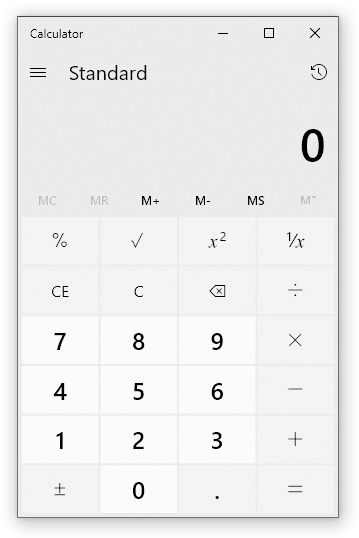 Calculator
Standard
0
MC MR M+ M- MS M˅
% √ x² ¹/x
CE C ÷
7 8 9 ×
4 5 6 −
1 2 3 +
± 0 . =